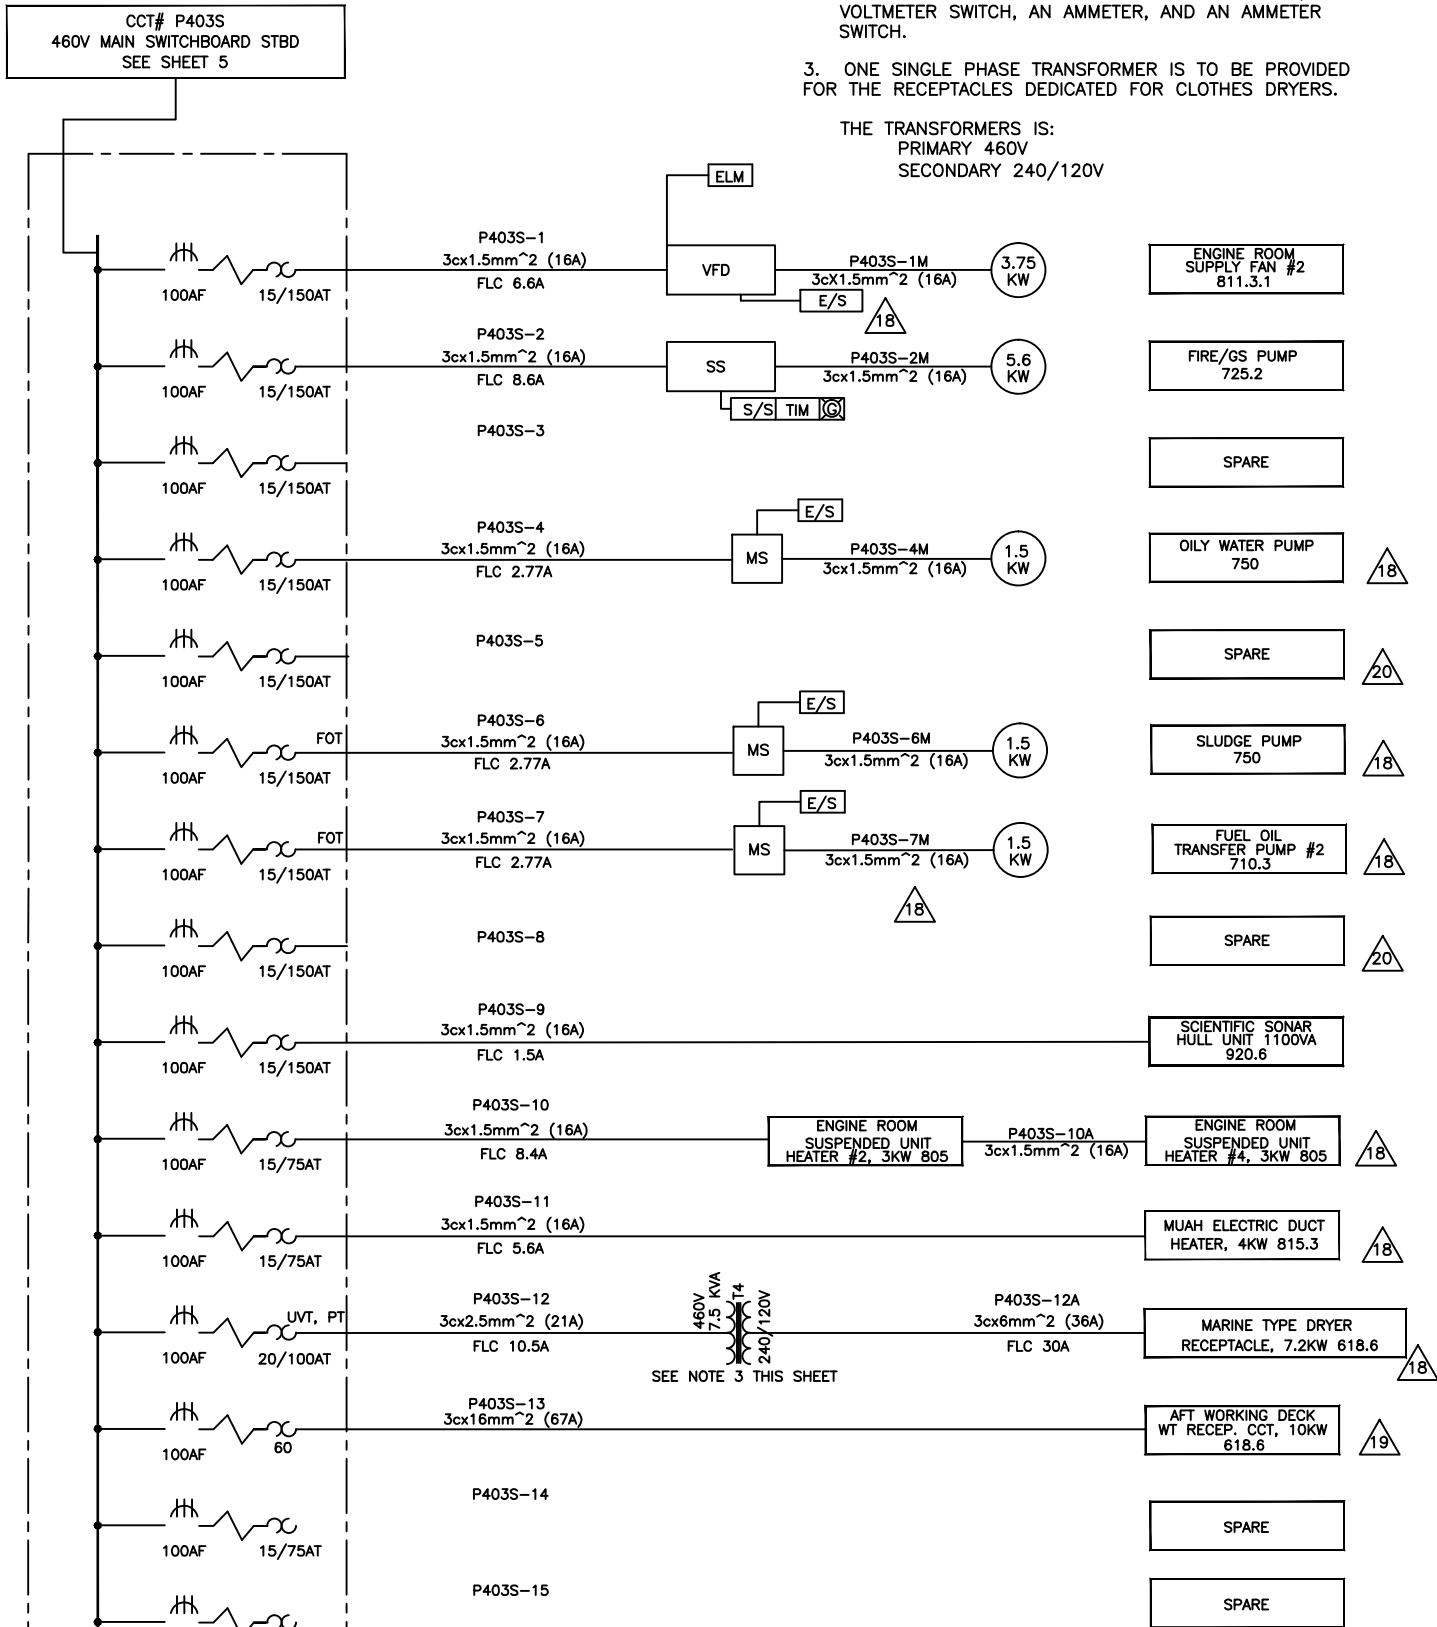 CCT# P403S
460V MAIN SWITCHBOARD STBD
SEE SHEET 5
VOLTMETER SWITCH, AN AMMETER, AND AN AMMETER
SWITCH.
3. ONE SINGLE PHASE TRANSFORMER IS TO BE PROVIDED
FOR THE RECEPTACLES DEDICATED FOR CLOTHES DRYERS.
THE TRANSFORMERS IS:
PRIMARY 460V
SECONDARY 240/120V
ELM
100AF
15/150AT
P403S-1
3cx1.5mm^2 (16A)
FLC 6.6A
VFD
P403S-1M
3cX1.5mm^2 (16A)
E/S
18
3.75
KW
ENGINE ROOM
SUPPLY FAN #2
811.3.1
100AF
15/150AT
P403S-2
3cx1.5mm^2 (16A)
FLC 8.6A
SS
P403S-2M
3cx1.5mm^2 (16A)
S/S TIM G
5.6
KW
FIRE/GS PUMP
725.2
100AF
15/150AT
P403S-3
SPARE
100AF
15/150AT
P403S-4
3cx1.5mm^2 (16A)
FLC 2.77A
E/S
MS
P403S-4M
3cx1.5mm^2 (16A)
1.5
KW
OILY WATER PUMP
750
18
100AF
15/150AT
P403S-5
SPARE
20
100AF
15/150AT
FOT
P403S-6
3cx1.5mm^2 (16A)
FLC 2.77A
E/S
MS
P403S-6M
3cx1.5mm^2 (16A)
1.5
KW
SLUDGE PUMP
750
18
100AF
15/150AT
FOT
P403S-7
3cx1.5mm^2 (16A)
FLC 2.77A
E/S
MS
P403S-7M
3cx1.5mm^2 (16A)
18
1.5
KW
FUEL OIL
TRANSFER PUMP #2
710.3
18
100AF
15/150AT
P403S-8
SPARE
20
100AF
15/150AT
P403S-9
3cx1.5mm^2 (16A)
FLC 1.5A
SCIENTIFIC SONAR
HULL UNIT 1100VA
920.6
100AF
15/75AT
P403S-10
3cx1.5mm^2 (16A)
FLC 8.4A
ENGINE ROOM
SUSPENDED UNIT
HEATER #2, 3KW 805
P403S-10A
3cx1.5mm^2 (16A)
ENGINE ROOM
SUSPENDED UNIT
HEATER #4, 3KW 805
18
100AF
15/75AT
P403S-11
3cx1.5mm^2 (16A)
FLC 5.6A
MUAH ELECTRIC DUCT
HEATER, 4KW 815.3
18
100AF
20/100AT
UVT, PT
P403S-12
3cx2.5mm^2 (21A)
FLC 10.5A
460V
7.5 KVA
T4
240/120V
SEE NOTE 3 THIS SHEET
P403S-12A
3cx6mm^2 (36A)
FLC 30A
MARINE TYPE DRYER
RECEPTACLE, 7.2KW 618.6
18
100AF
60
P403S-13
3cx16mm^2 (67A)
AFT WORKING DECK
WT RECEP. CCT, 10KW
618.6
19
100AF
15/75AT
P403S-14
SPARE
P403S-15
SPARE